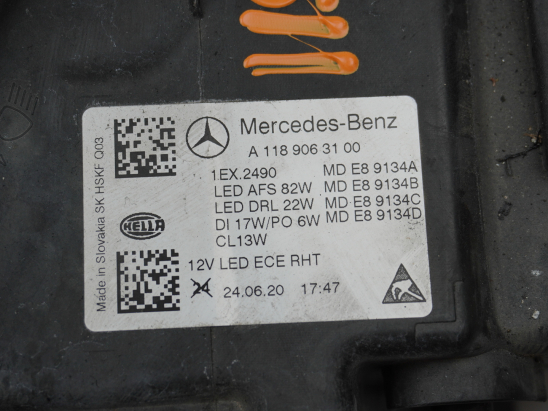 Mercedes-Benz
A 118 906 31 00
1EX.2490 MD E8 9134A
LED AFS 82W MD E8 9134B
LED DRL 22W MD E8 9134C
DI 17W/PO 6W MD E8 9134D
CL13W
12V LED ECE RHT
24 24.06.20 17:47
HELLA
Made in Slovakia SK HSKF Q03